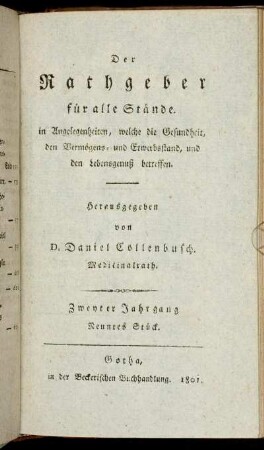 Der
Rathgeber
für alle Stände.
in Angelegenheiten, welche die Gesundheit,
den Vermögens- und Erwerbsstand, und
den Lebensgenuß betreffen.
Herausgegeben
von
D. Daniel Collenbusch.
Medicinalrath.
Zweyter Jahrgang
Neuntes Stück.
Gotha,
in der Beckerischen Buchhandlung. 1801.